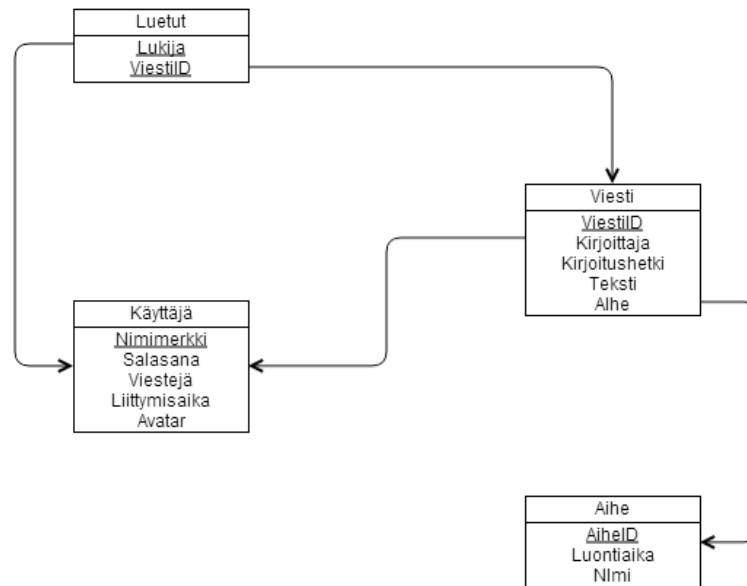 Luetut
Lukija
ViestiID
Viesti
ViestiID
Kirjoittaja
Kirjoitushetki
Teksti
AIhe
Käyttäjä
Nimimerkki
Salasana
Viestejä
Liittymisaika
Avatar
Aihe
AiheID
Luontiaika
NImi